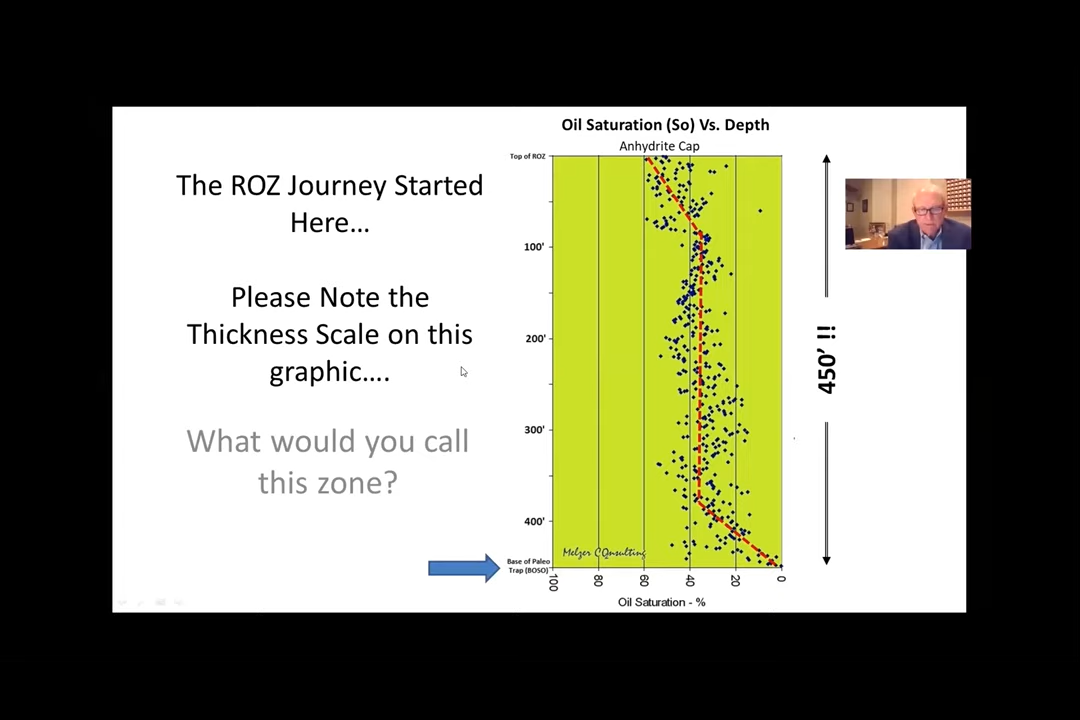 The ROZ Journey Started
Here...
Please Note the
Thickness Scale on this
graphic....
What would you call
this zone?
Oil Saturation (So) Vs. Depth
Anhydrite Cap
Top of ROZ
100'
200'
300'
400'
Base of Paleo
Trap (BOSO)
Melzer CO₂nsulting
100
80
60
40
20
0
Oil Saturation - %
450' !!